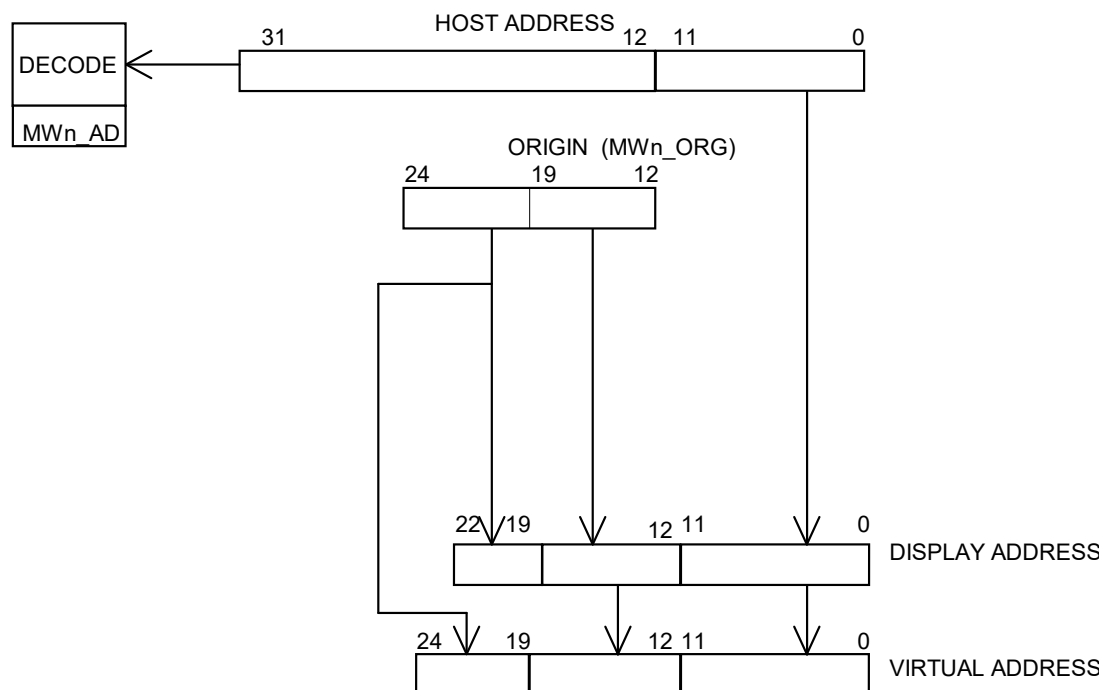 HOST ADDRESS
31 12 11 0
DECODE
MWn_AD
ORIGIN (MWn_ORG)
24 19 12
22 19 12 11 0
DISPLAY ADDRESS
24 19 12 11 0
VIRTUAL ADDRESS